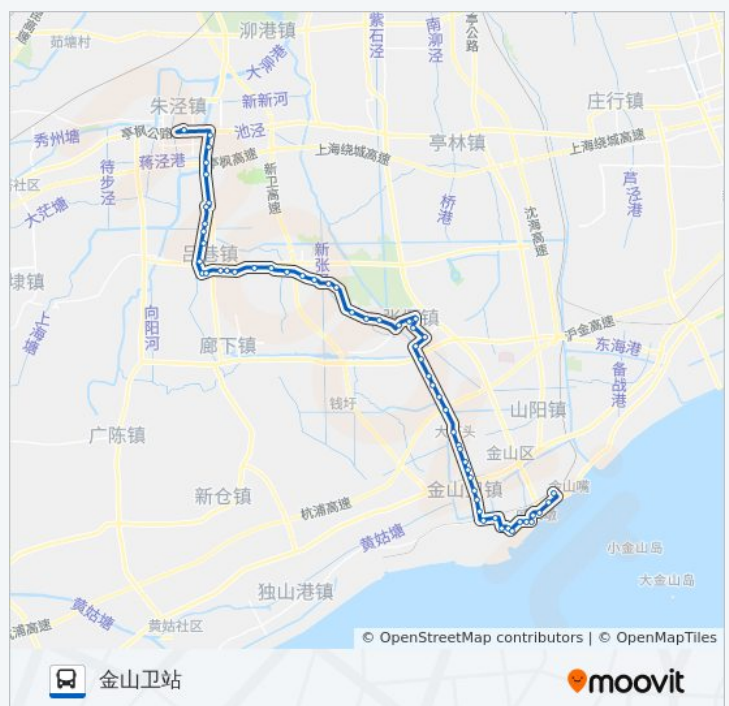 泖港镇
紫石泾
南泖泾
亭公路
茹塘村
大泖港
朱泾镇
新新河
庄行镇
秀州塘
亭枫公路
池泾
亭林镇
上海绕城高速
上海绕城高速
蒋泾港
亭枫高速
待步泾
新卫高速
社区
芦泾港
大茫塘
桥港
沈海高速
吕巷镇
新张
埭镇
上海塘
向阳河
张堰镇
沪金高速
东海港
廊下镇
备战港
钱圩
山阳镇
广陈镇
金山区
新仓镇
金山卫镇
金山嘴
杭浦高速
黄姑塘
小金山岛
大金山岛
独山港镇
黄姑塘
黄姑社区
浦高速
© OpenStreetMap contributors | © OpenMapTiles
金山卫站
moovit